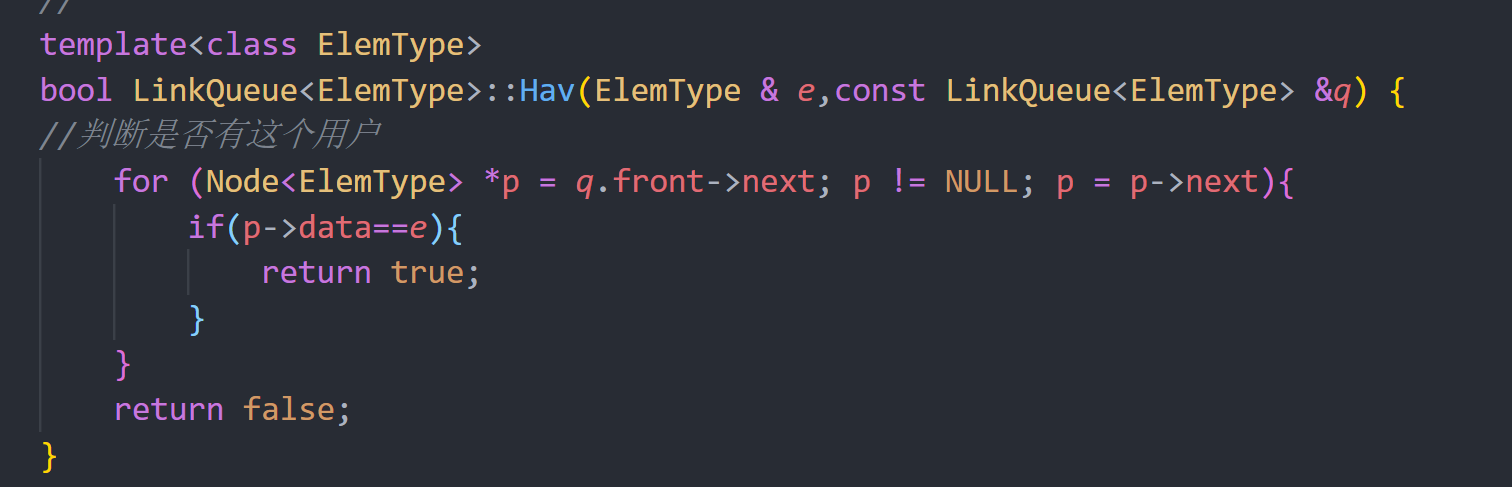 //
template<class ElemType>
bool LinkQueue<ElemType>::Hav(ElemType & e,const LinkQueue<ElemType> &q) {
//判断是否有这个用户
    for (Node<ElemType> *p = q.front->next; p != NULL; p = p->next){
        if(p->data==e){
            return true;
        }
    }
    return false;
}